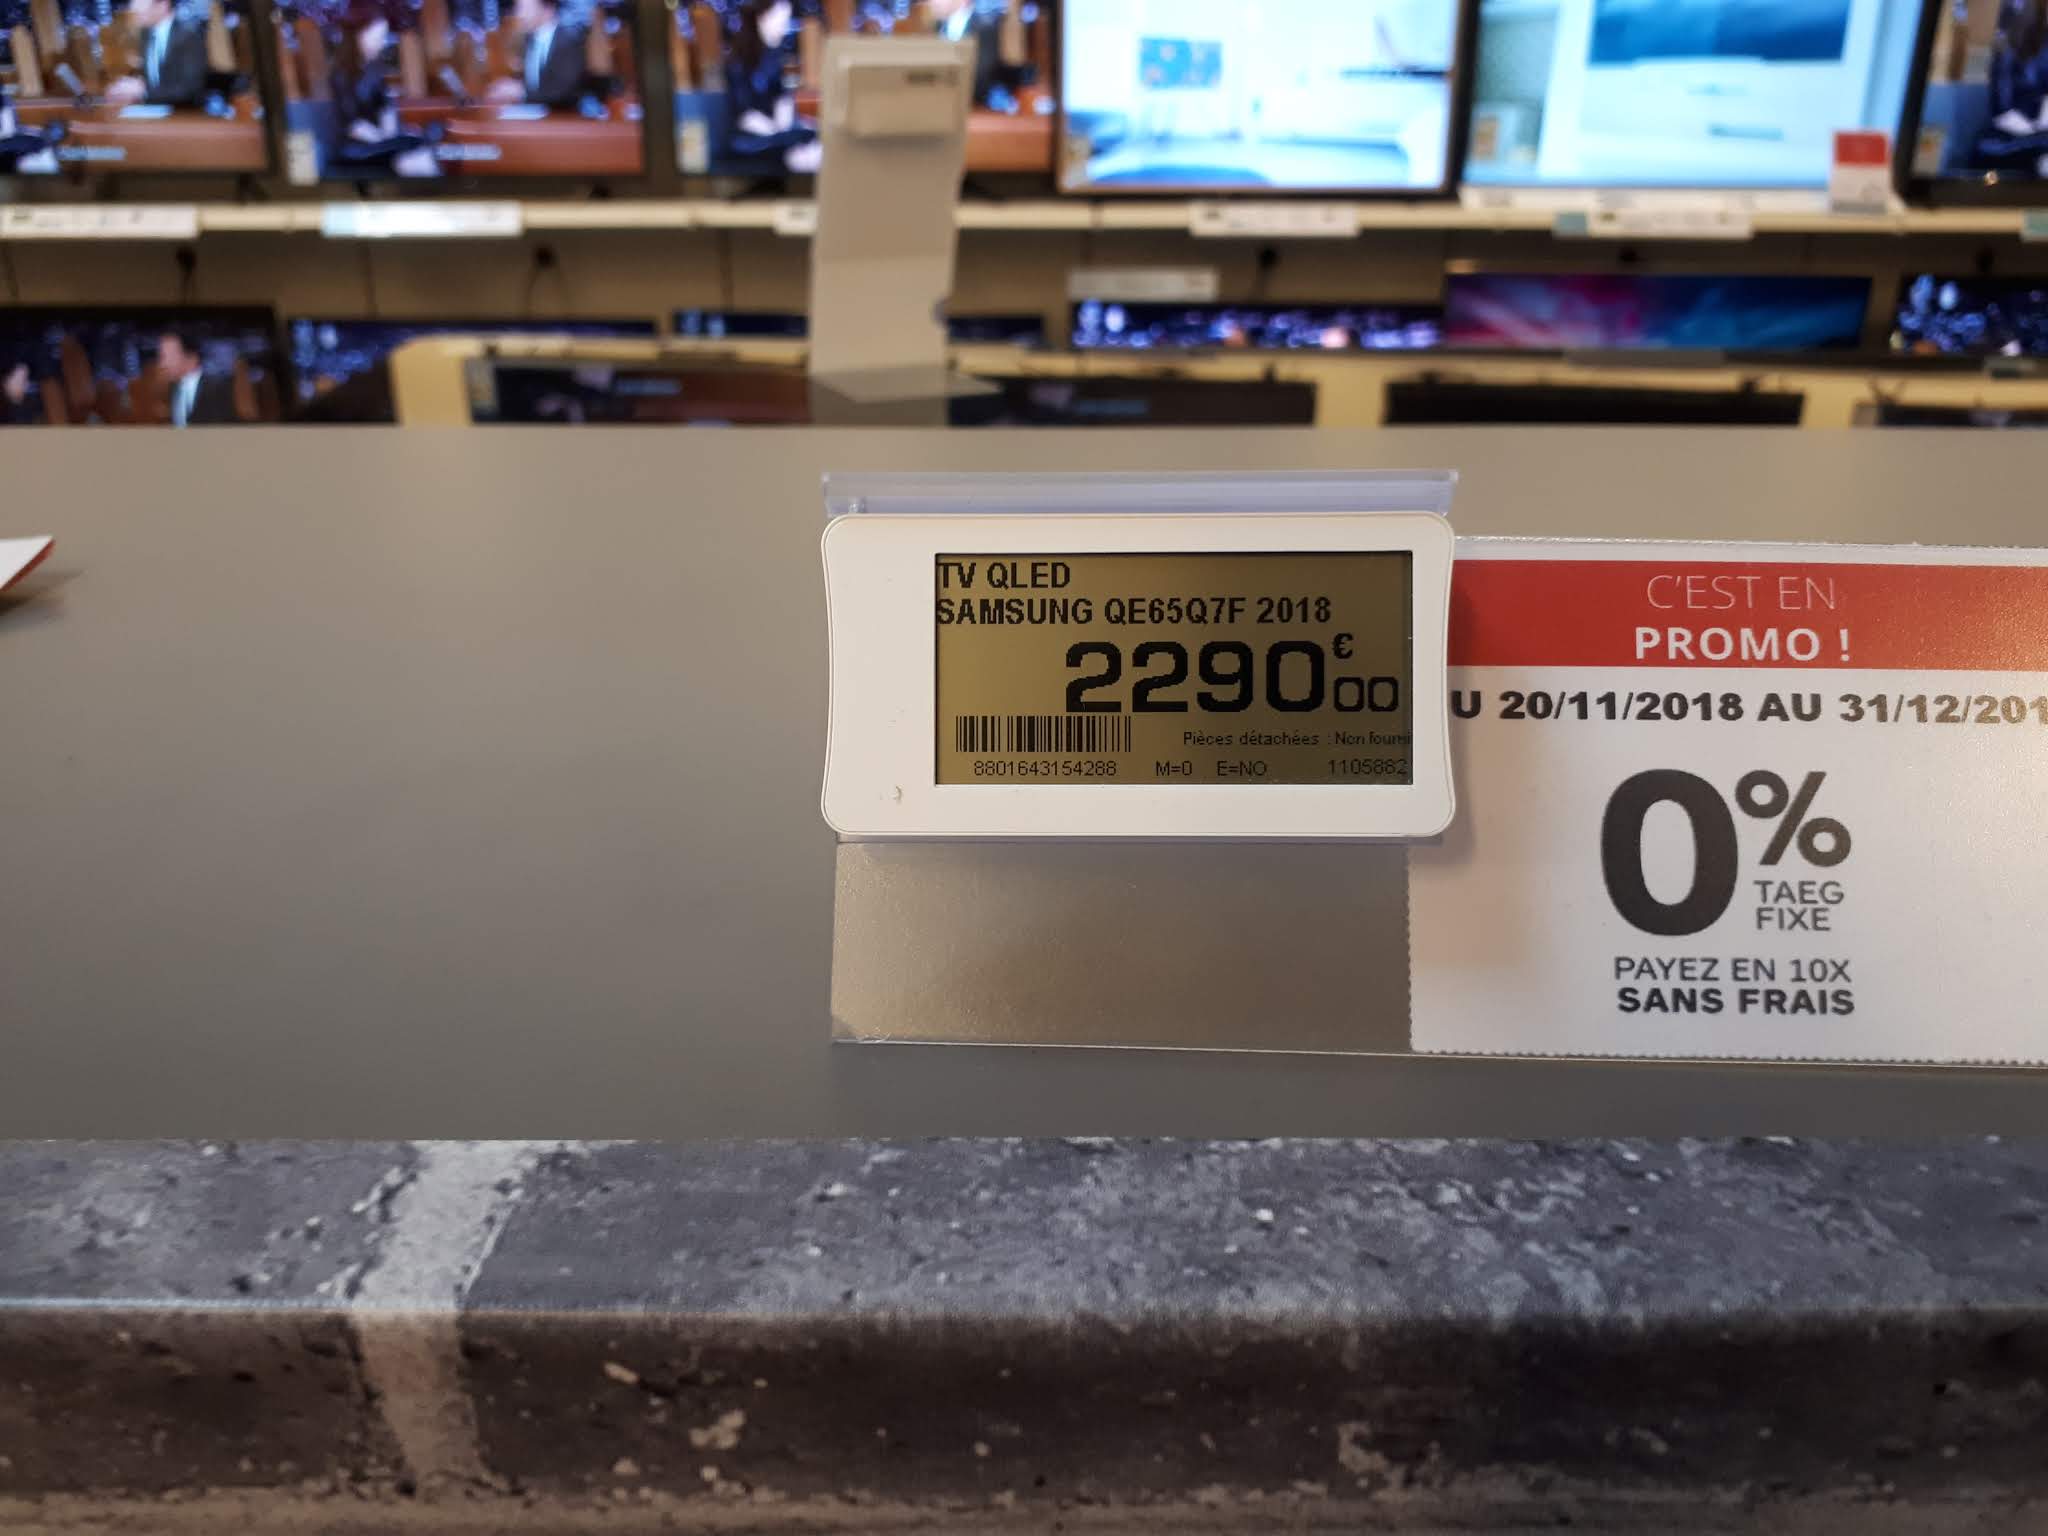 TV QLED
SAMSUNG QE65Q7F 2018
2290€00
Pièces détachées : Non fourni
8801643154288 M=0 E=NO 1105882
C'EST EN
PROMO !
U 20/11/2018 AU 31/12/201
0%
TAEG
FIXE
PAYEZ EN 10X
SANS FRAIS